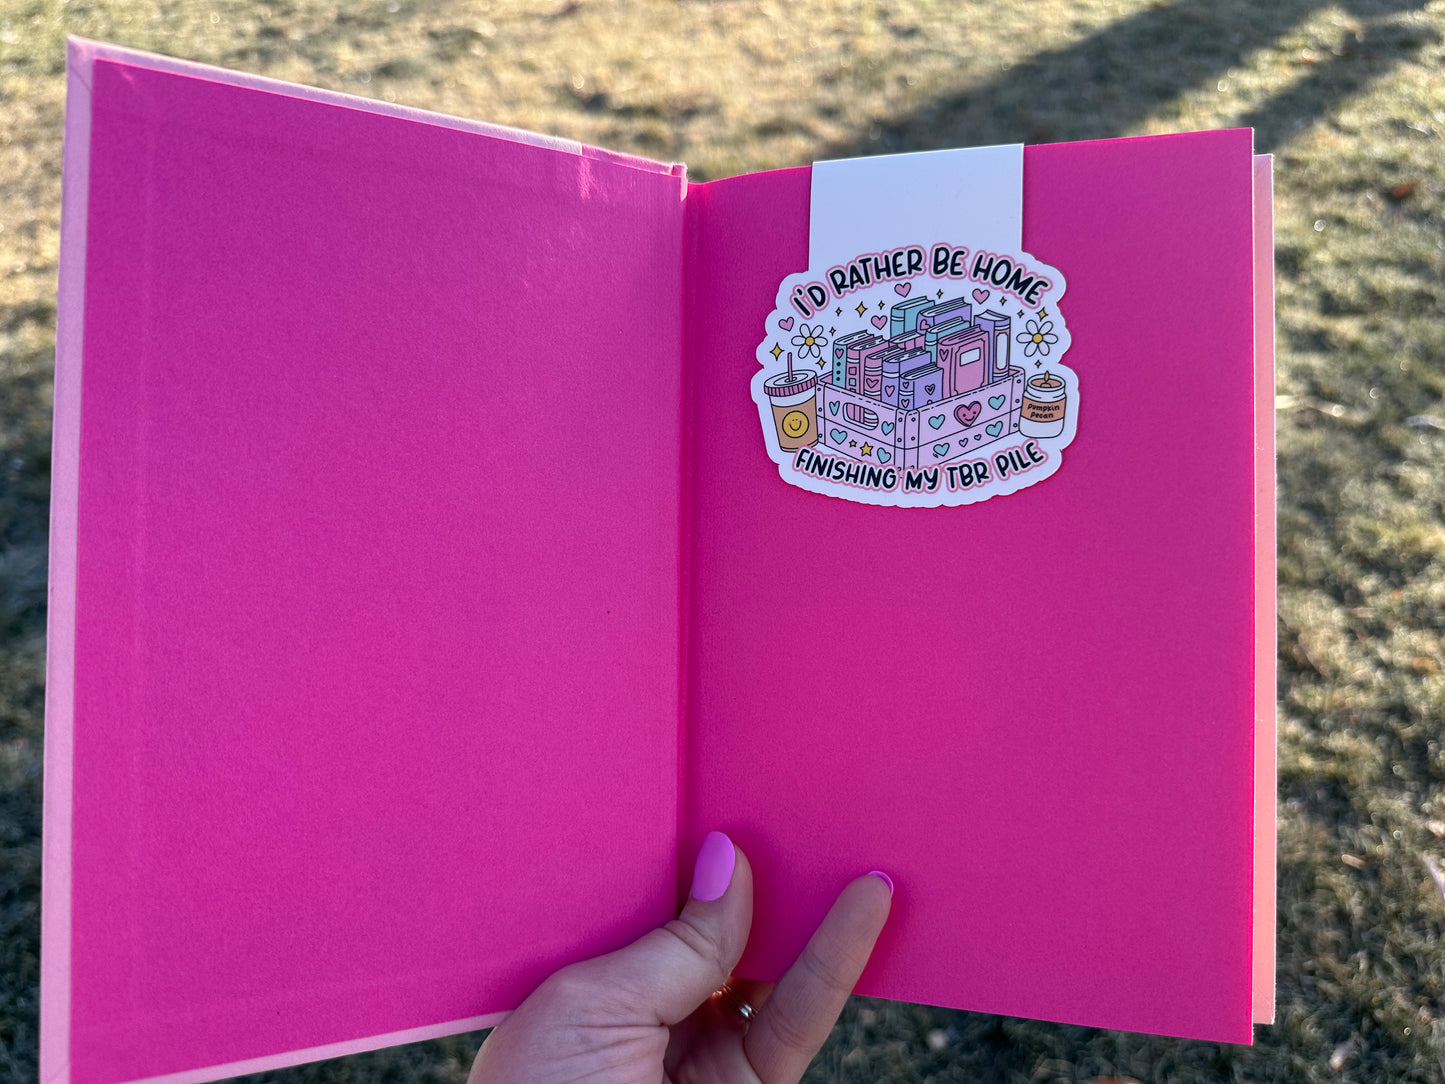 I'D RATHER BE HOME
pumpkin
pecan
FINISHING MY TBR PILE